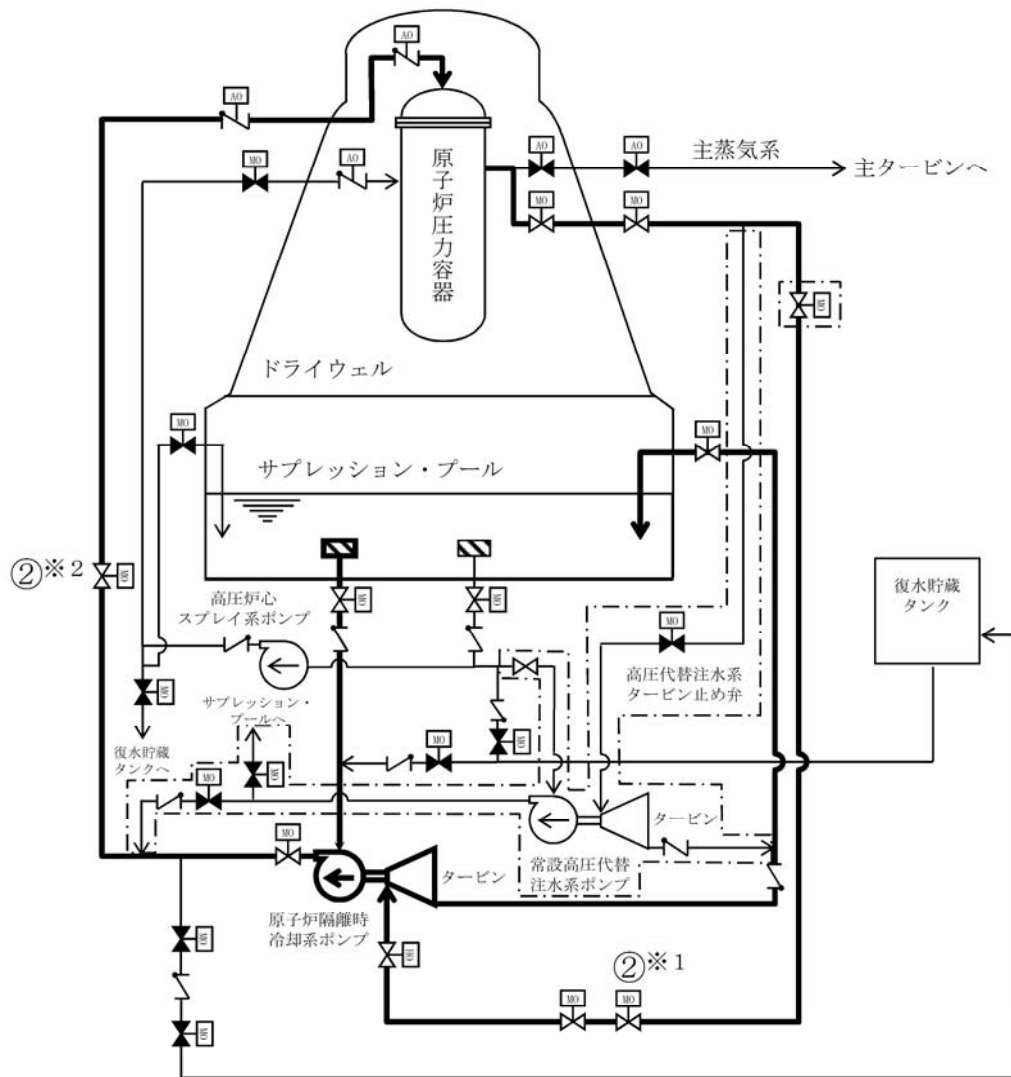 AO
AO
主蒸気系
主タービンへ
MO
AO
AO
AO
原子炉圧力容器
MO
MO
MO
ドライウェル
MO
サプレッション・プール
MO
②※2
MO
高圧炉心
スプレイ系ポンプ
MO
MO
復水貯蔵
タンク
MO
高圧代替注水系
タービン止め弁
MO
サプレッション・
プールへ
復水貯蔵
タンクへ
MO
MO
MO
MO
タービン
MO
タービン
常設高圧代替
注水系ポンプ
原子炉隔離時
冷却系ポンプ
MO
HO
②※1
MO
MO
MO